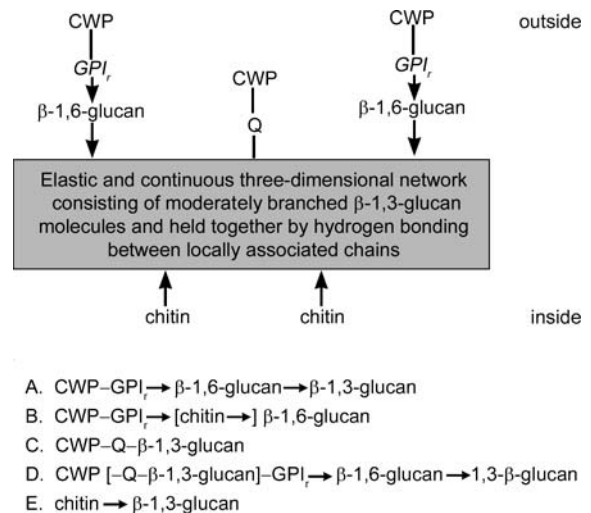 CWP CWP outside
GPIr CWP GPIr
β-1,6-glucan Q β-1,6-glucan
Elastic and continuous three-dimensional network
consisting of moderately branched β-1,3-glucan
molecules and held together by hydrogen bonding
between locally associated chains
chitin chitin inside
A. CWP–GPIr→β-1,6-glucan→β-1,3-glucan
B. CWP–GPIr→[chitin→] β-1,6-glucan
C. CWP–Q–β-1,3-glucan
D. CWP [–Q–β-1,3-glucan]–GPIr→β-1,6-glucan→1,3-β-glucan
E. chitin→β-1,3-glucan